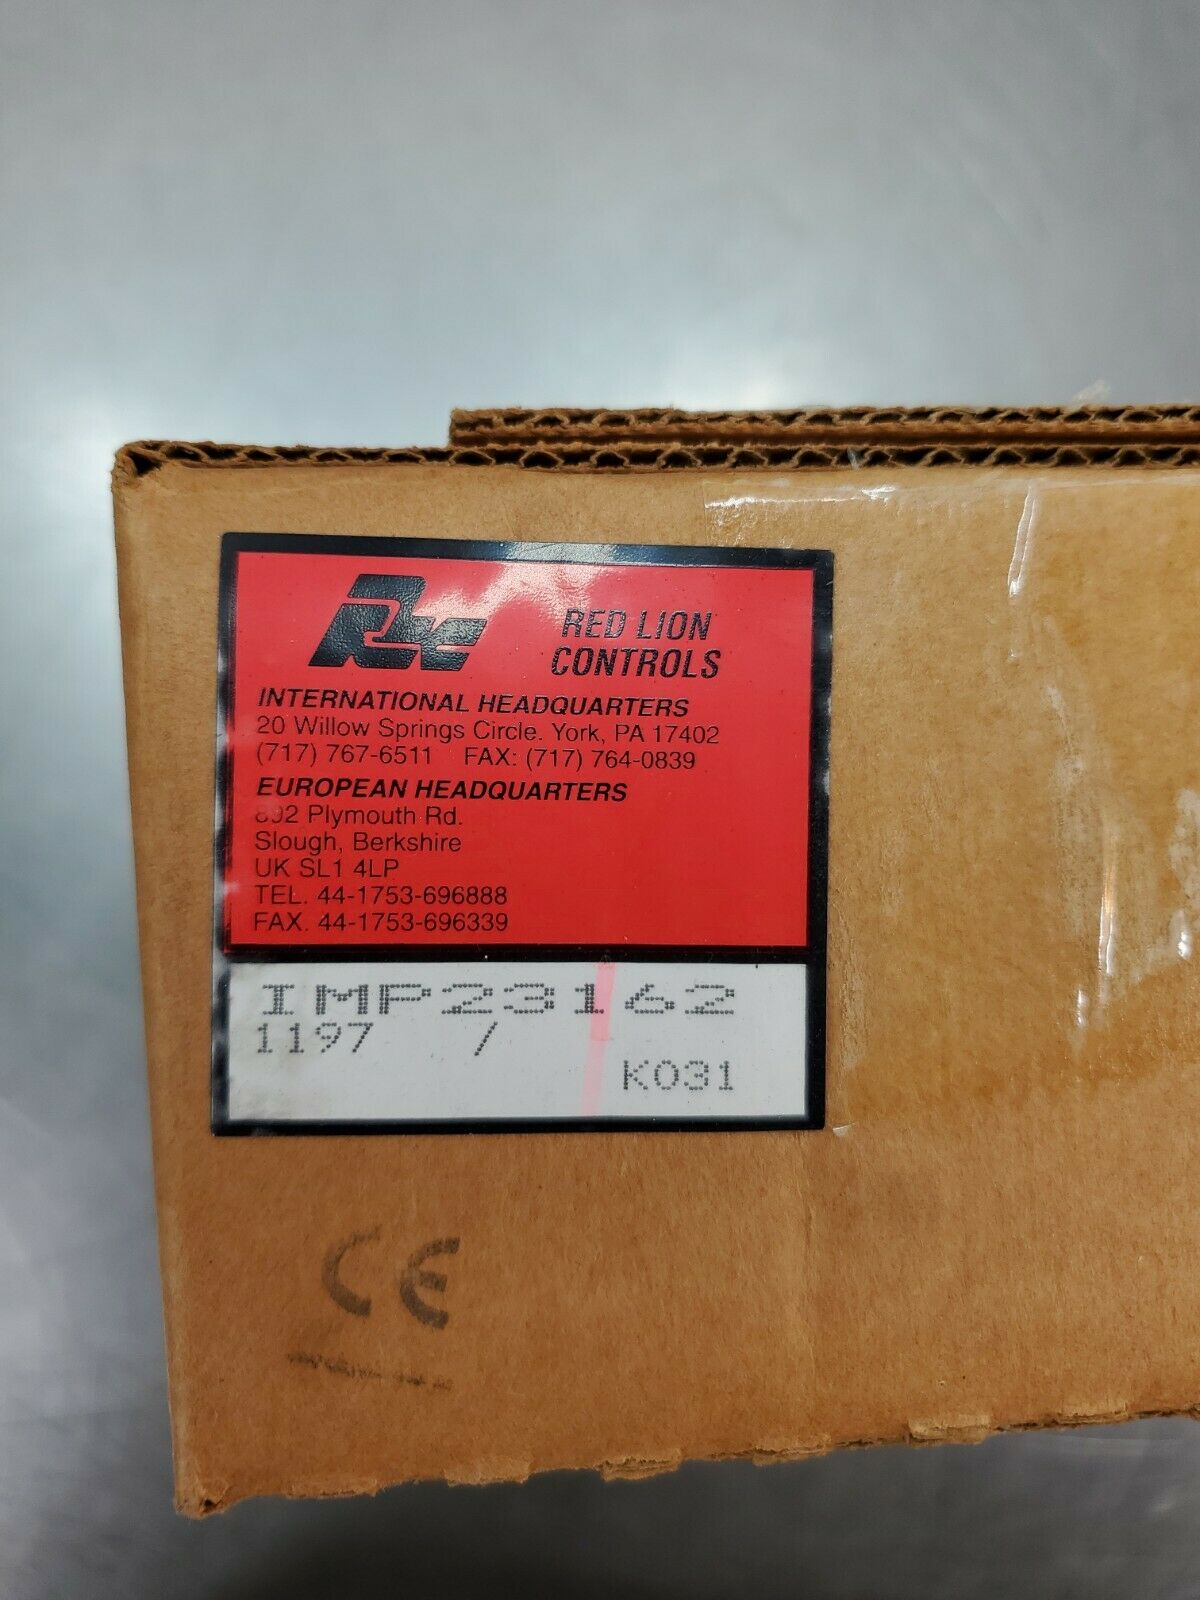 RLC
RED LION
CONTROLS
INTERNATIONAL HEADQUARTERS
20 Willow Springs Circle. York, PA 17402
(717) 767-6511 FAX: (717) 764-0839
EUROPEAN HEADQUARTERS
892 Plymouth Rd.
Slough, Berkshire
UK SL1 4LP
TEL. 44-1753-696888
FAX. 44-1753-696339
IMP23162
1197 /
K031
CE